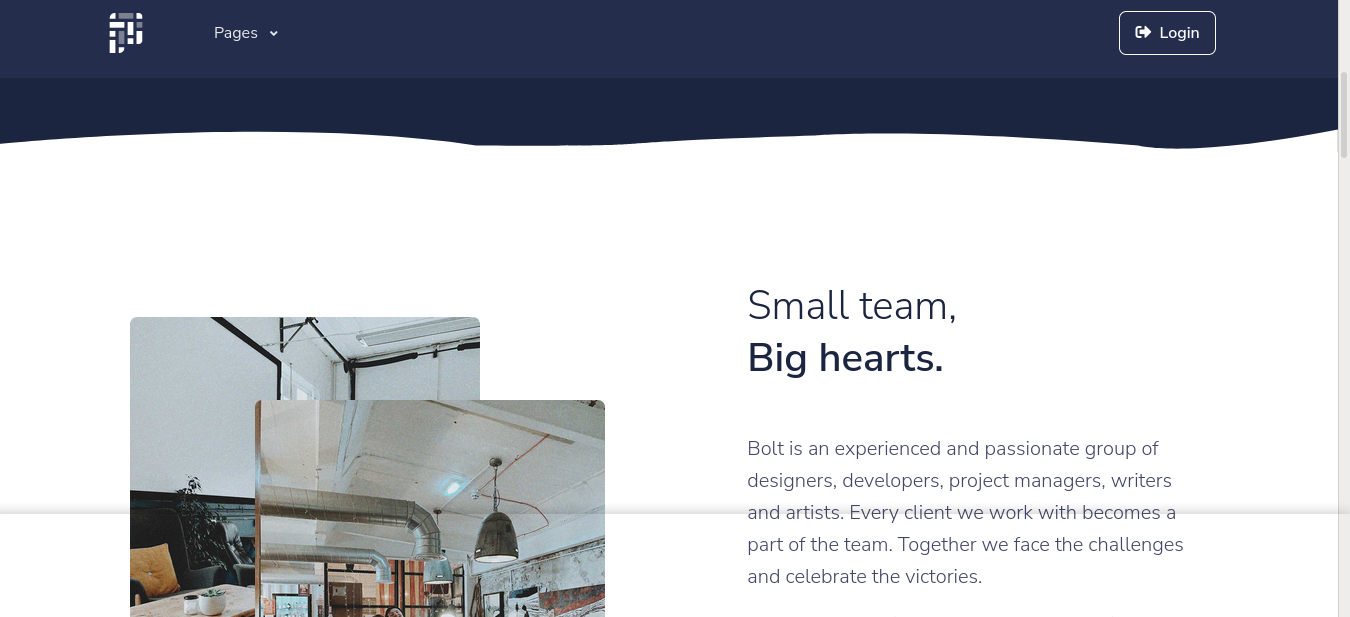 Pages
Login
Small team,
Big hearts.
Bolt is an experienced and passionate group of
designers, developers, project managers, writers
and artists. Every client we work with becomes a
part of the team. Together we face the challenges
and celebrate the victories.